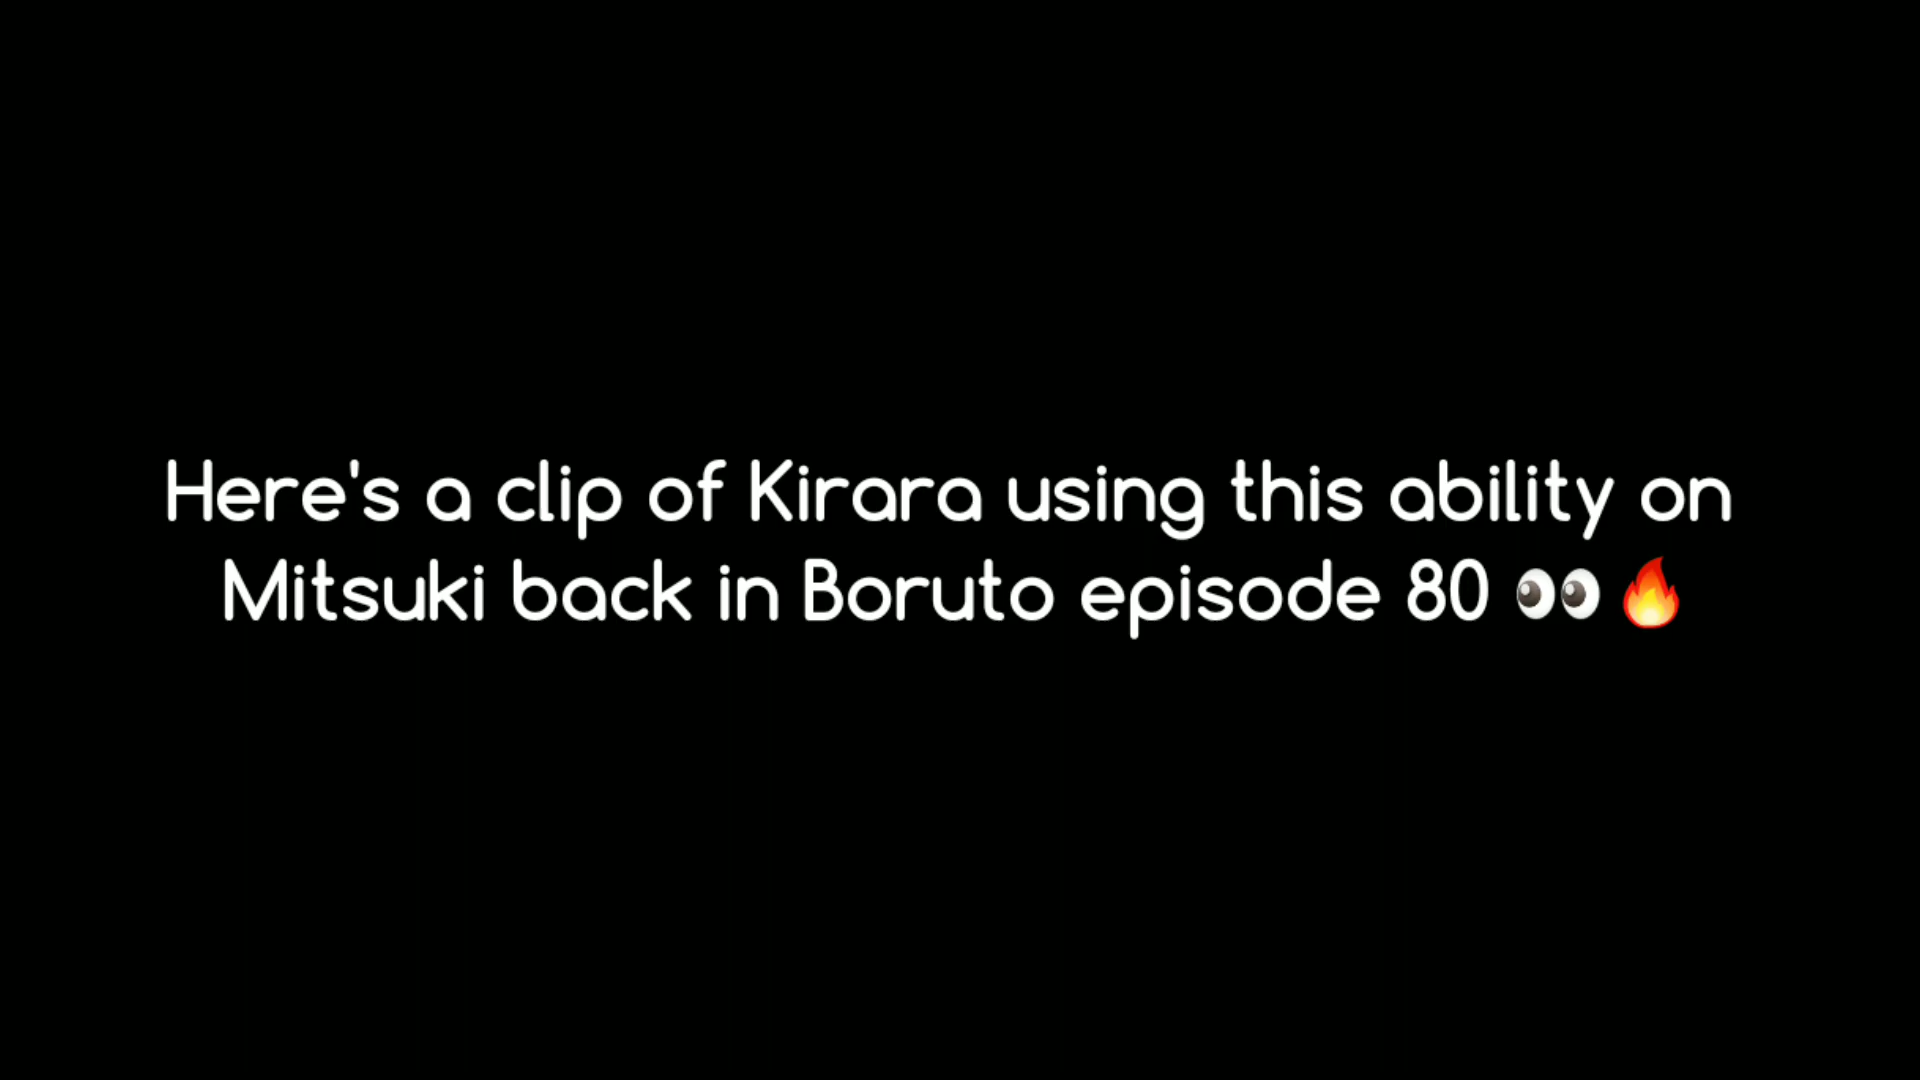 Here's a clip of Kirara using this ability on
Mitsuki back in Boruto episode 80 👀🔥